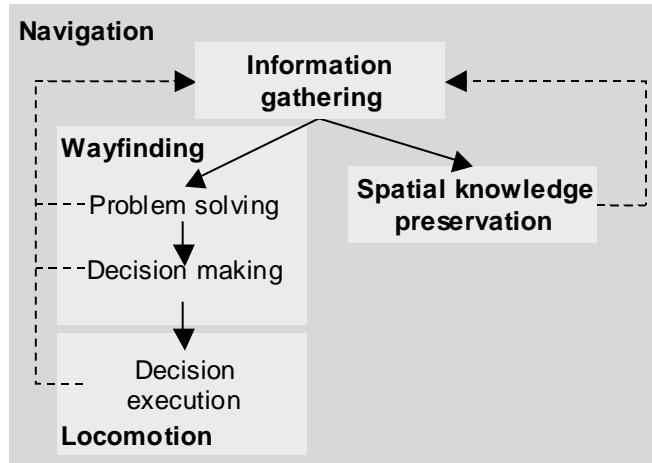 Navigation
Information
gathering
Wayfinding
Problem solving
Decision making
Spatial knowledge
preservation
Decision
execution
Locomotion